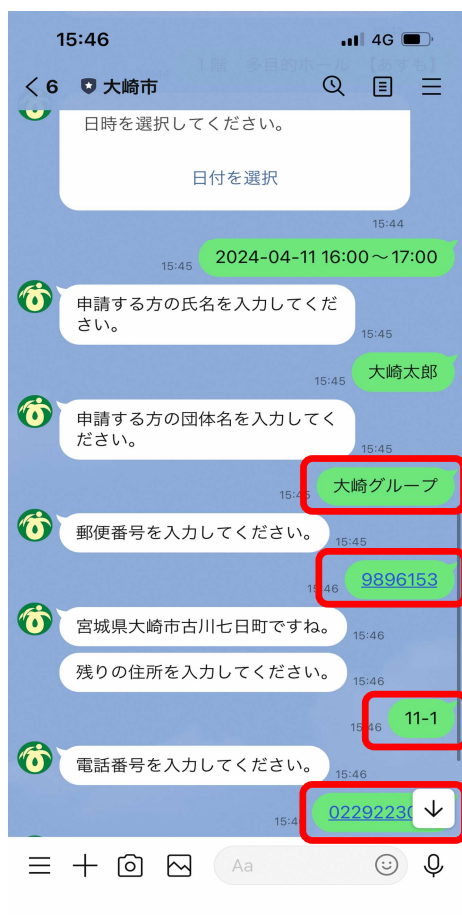 15:46
4G
6 大崎市
1階 多目的ホール 【あすも】
日時を選択してください。
日付を選択
15:44
15:45 2024-04-11 16:00～17:00
申請する方の氏名を入力してくだ
さい。
15:45
15:45 大崎太郎
申請する方の団体名を入力してく
ださい。
15:45
大崎グループ
郵便番号を入力してください。
15:45
9896153
宮城県大崎市古川七日町ですね。
15:46
残りの住所を入力してください。
15:46
11-1
電話番号を入力してください。
15:46
02292230
Aa